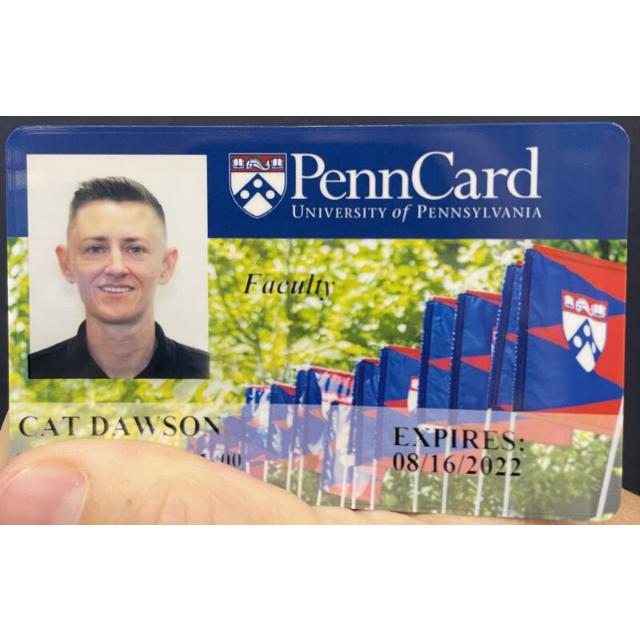 PennCard
UNIVERSITY of PENNSYLVANIA
Faculty
CAT DAWSON
EXPIRES:
08/16/2022